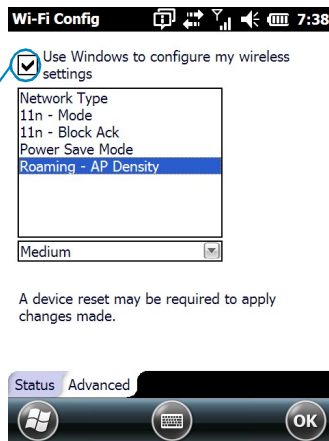 Wi-Fi Config 7:38
Use Windows to configure my wireless
settings
Network Type
11n - Mode
11n - Block Ack
Power Save Mode
Roaming - AP Density
Medium
A device reset may be required to apply
changes made.
Status Advanced
OK